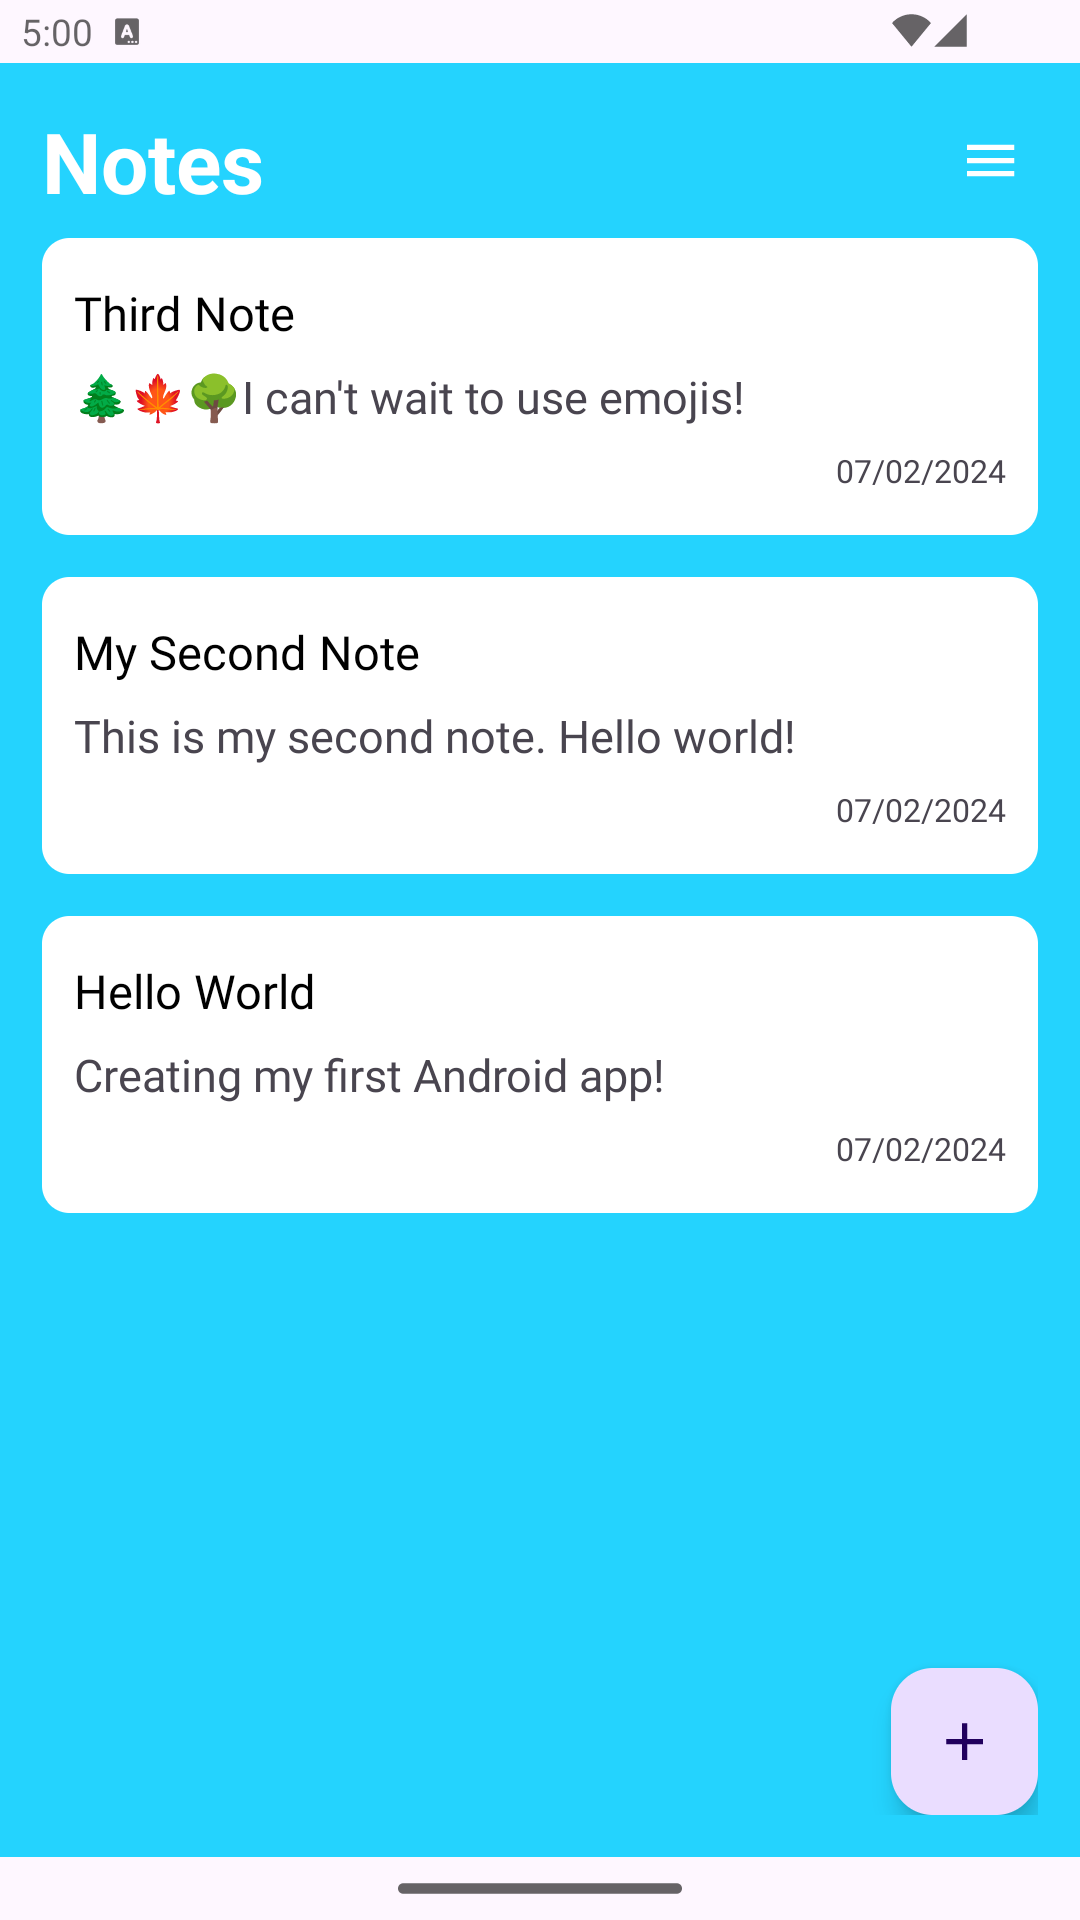 5:00
Notes
Third Note
🌲🍁🌳I can't wait to use emojis!
07/02/2024
My Second Note
This is my second note. Hello world!
07/02/2024
Hello World
Creating my first Android app!
07/02/2024